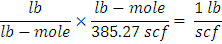 lb/lb−mole × lb−mole/385.27 scf = 1 lb/scf